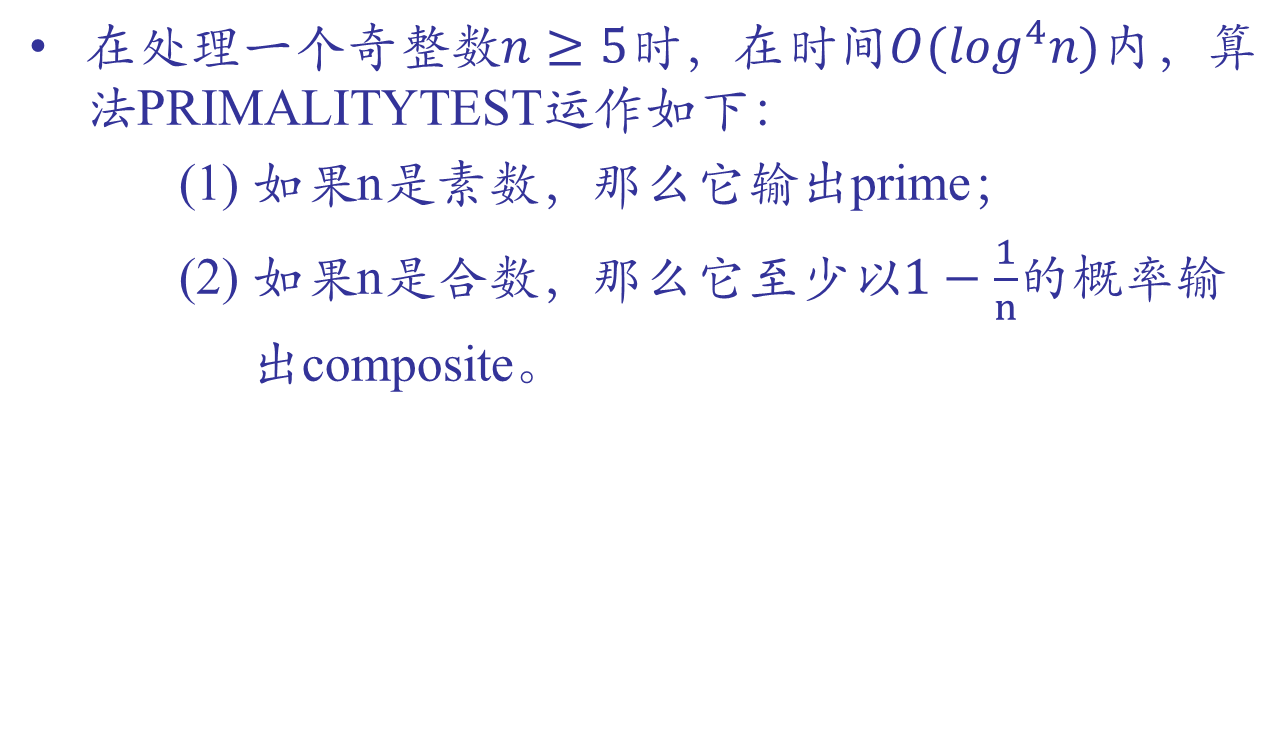 • 在处理一个奇整数n ≥ 5时，在时间O(log⁴n)内，算
法PRIMALITYTEST运作如下：
(1) 如果n是素数，那么它输出prime；
(2) 如果n是合数，那么它至少以1 − 1/n的概率输
出composite。